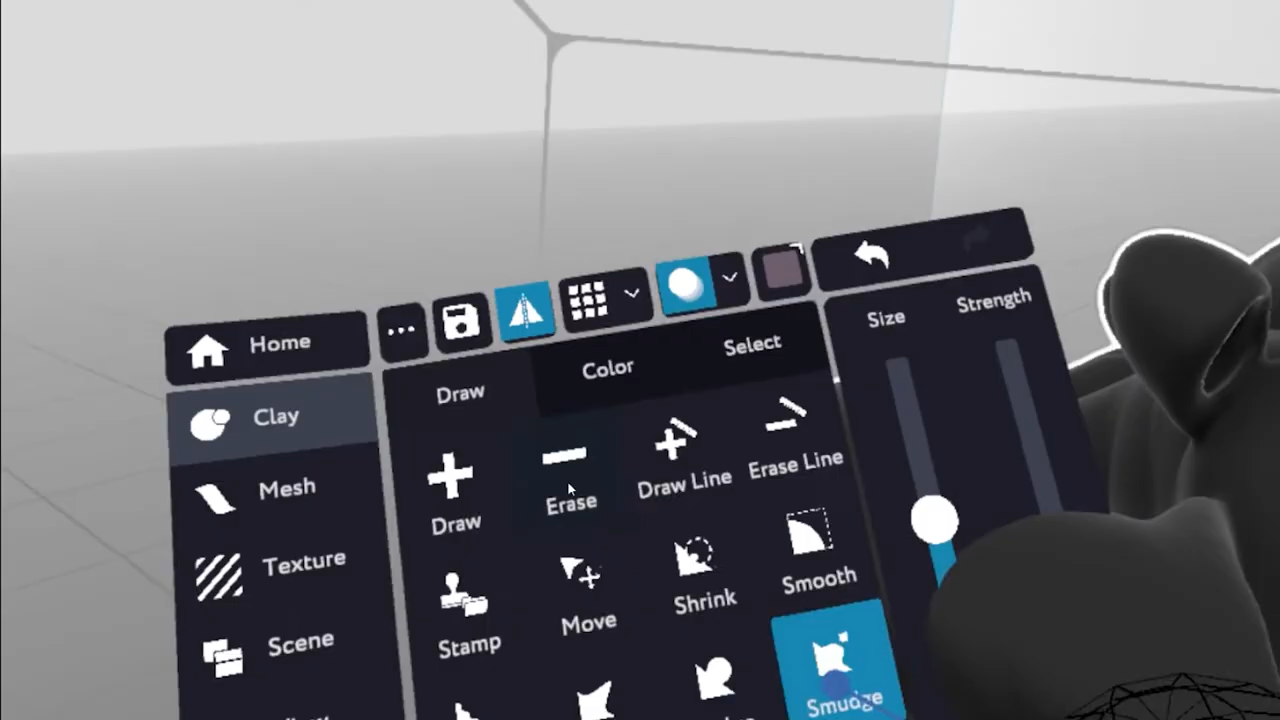 Home
Clay
Mesh
Texture
Scene
Draw
Color
Select
Draw
Erase
Draw Line
Erase Line
Stamp
Move
Shrink
Smooth
Smudge
Size
Strength